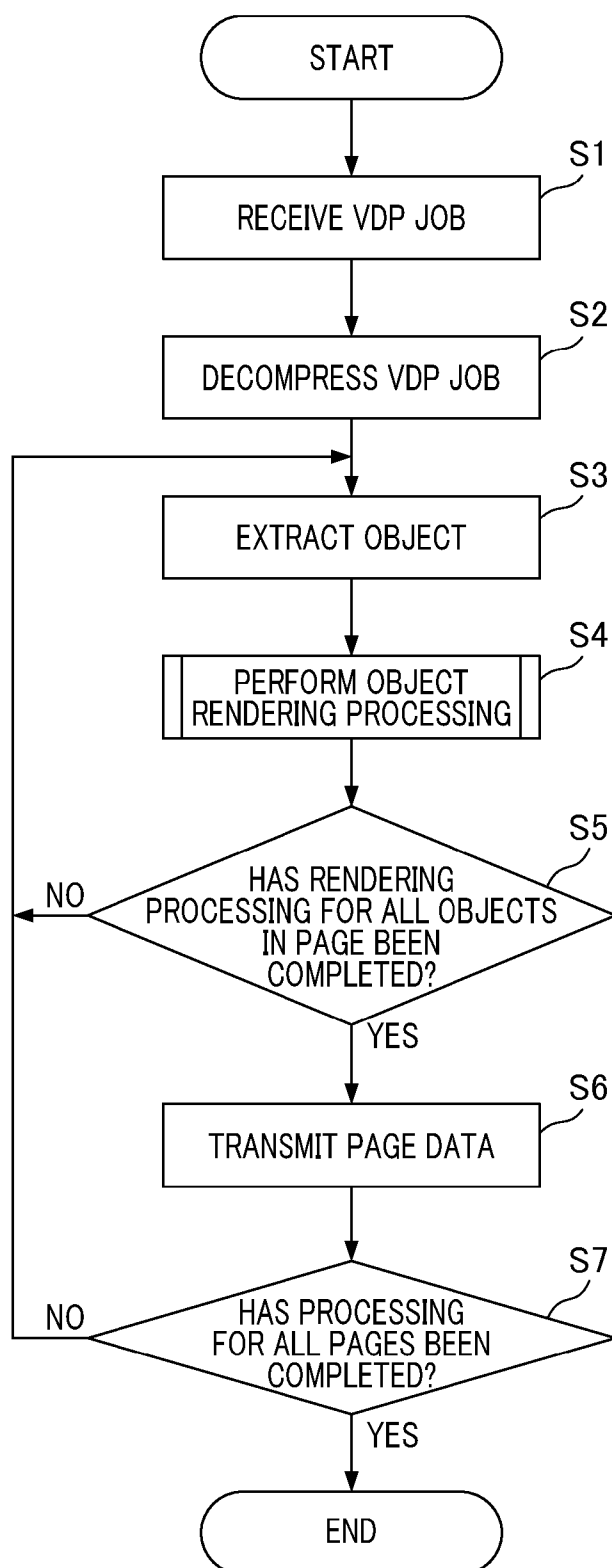 START
S1
RECEIVE VDP JOB
S2
DECOMPRESS VDP JOB
S3
EXTRACT OBJECT
S4
PERFORM OBJECT
RENDERING PROCESSING
S5
HAS RENDERING
PROCESSING FOR ALL OBJECTS
IN PAGE BEEN
COMPLETED?
NO
YES
S6
TRANSMIT PAGE DATA
S7
HAS PROCESSING
FOR ALL PAGES BEEN
COMPLETED?
NO
YES
END